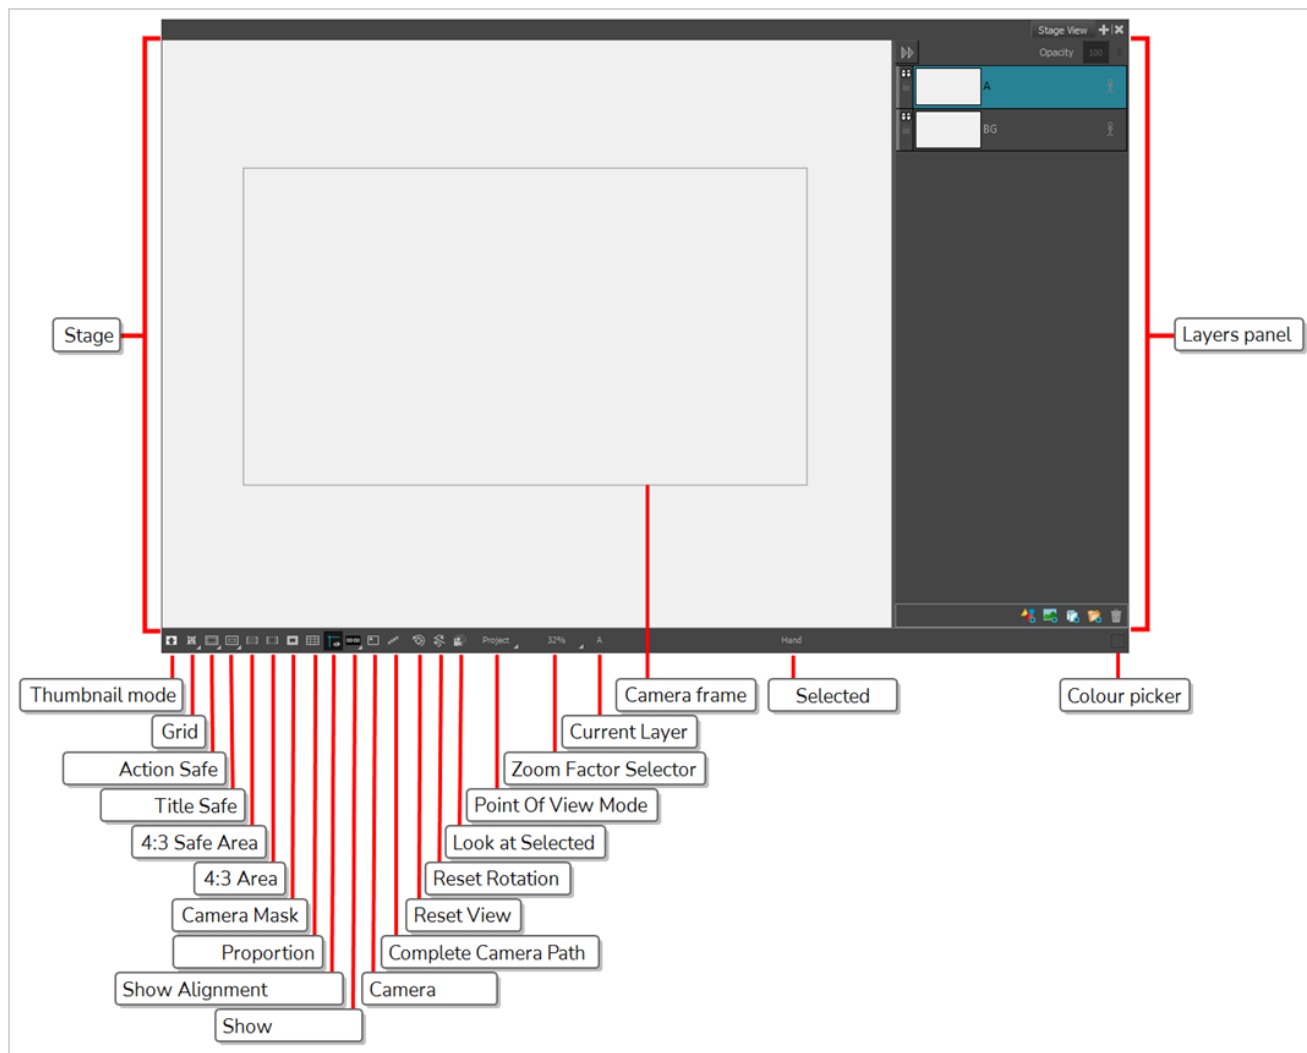 Stage View
Opacity 100
A
BG
Stage
Layers panel
00:00
Project
32%
A
Hand
Thumbnail mode
Camera frame
Selected
Colour picker
Grid
Current Layer
Action Safe
Zoom Factor Selector
Title Safe
Point Of View Mode
4:3 Safe Area
Look at Selected
4:3 Area
Reset Rotation
Camera Mask
Reset View
Proportion
Complete Camera Path
Show Alignment
Camera
Show